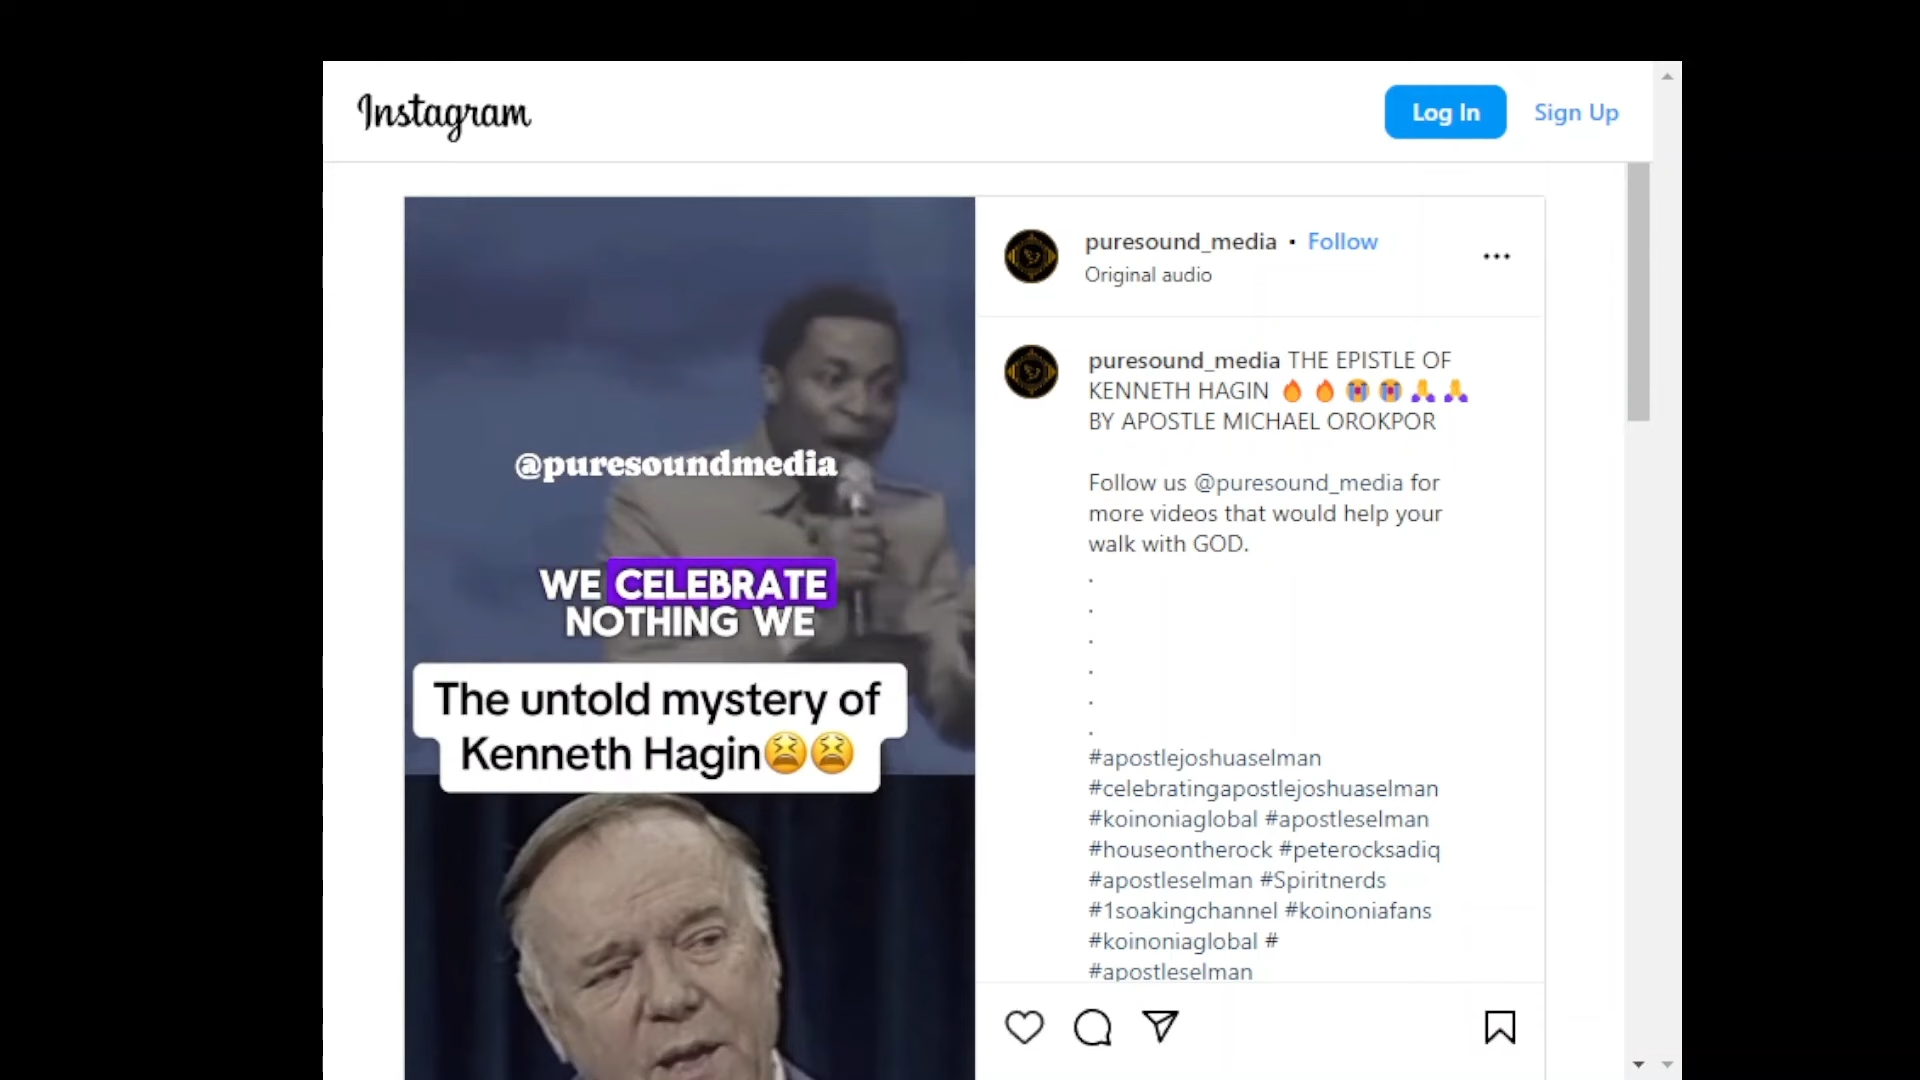 Instagram
Log In
Sign Up
@puresoundmedia
WE CELEBRATE
NOTHING WE
The untold mystery of
Kenneth Hagin😫😫
puresound_media • Follow
Original audio
puresound_media THE EPISTLE OF
KENNETH HAGIN 🔥🔥😭😭🙏🙏
BY APOSTLE MICHAEL OROKPOR
Follow us @puresound_media for
more videos that would help your
walk with GOD.
.
.
.
.
.
.
#apostlejoshuaselman
#celebratingapostlejoshuaselman
#koinoniaglobal #apostleselman
#houseontherock #peterocksadiq
#apostleselman #Spiritnerds
#1soakingchannel #koinoniafans
#koinoniaglobal #
#apostleselman